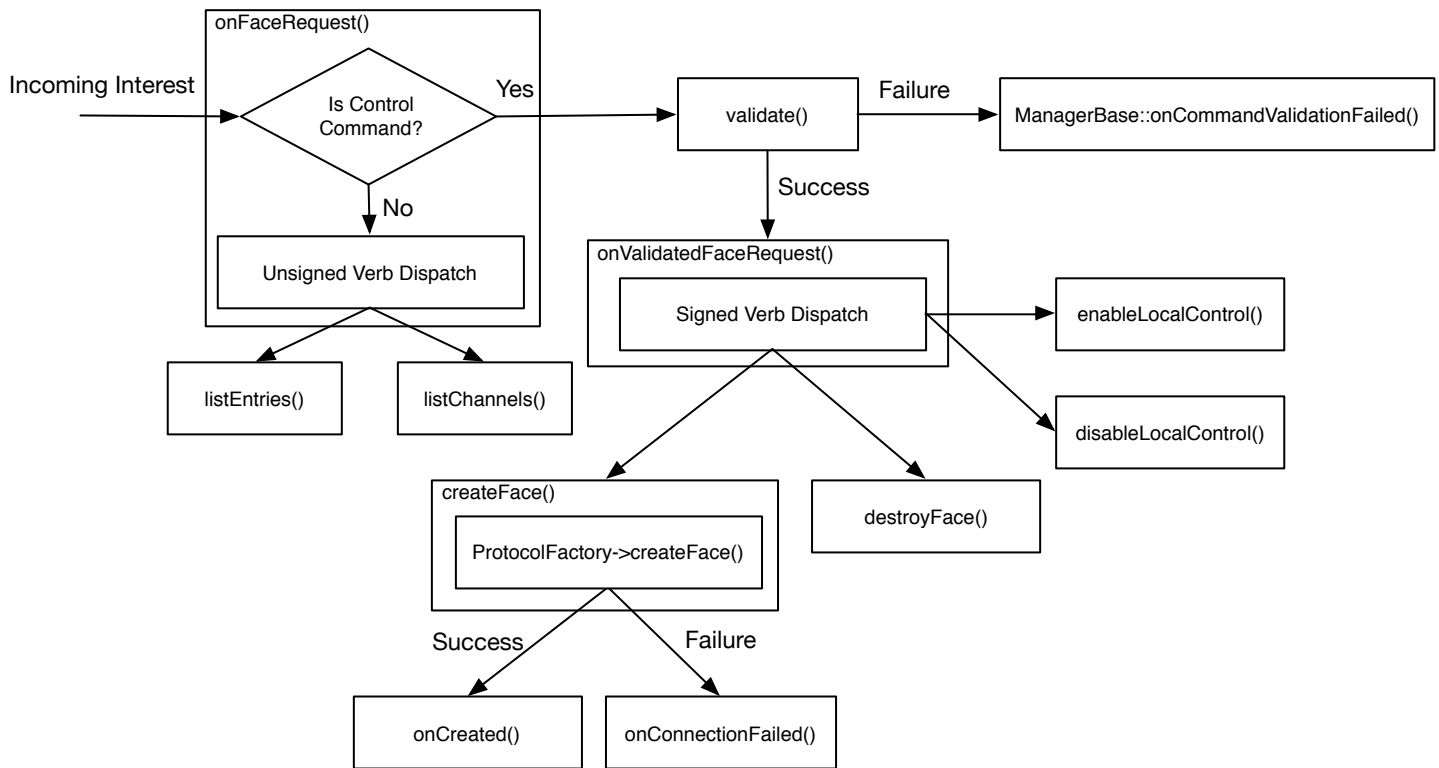 onFaceRequest()
Incoming Interest
Is Control
Command?
Yes
validate()
Failure
ManagerBase::onCommandValidationFailed()
No
Success
Unsigned Verb Dispatch
onValidatedFaceRequest()
Signed Verb Dispatch
enableLocalControl()
listEntries()
listChannels()
disableLocalControl()
createFace()
ProtocolFactory->createFace()
destroyFace()
Success
Failure
onCreated()
onConnectionFailed()